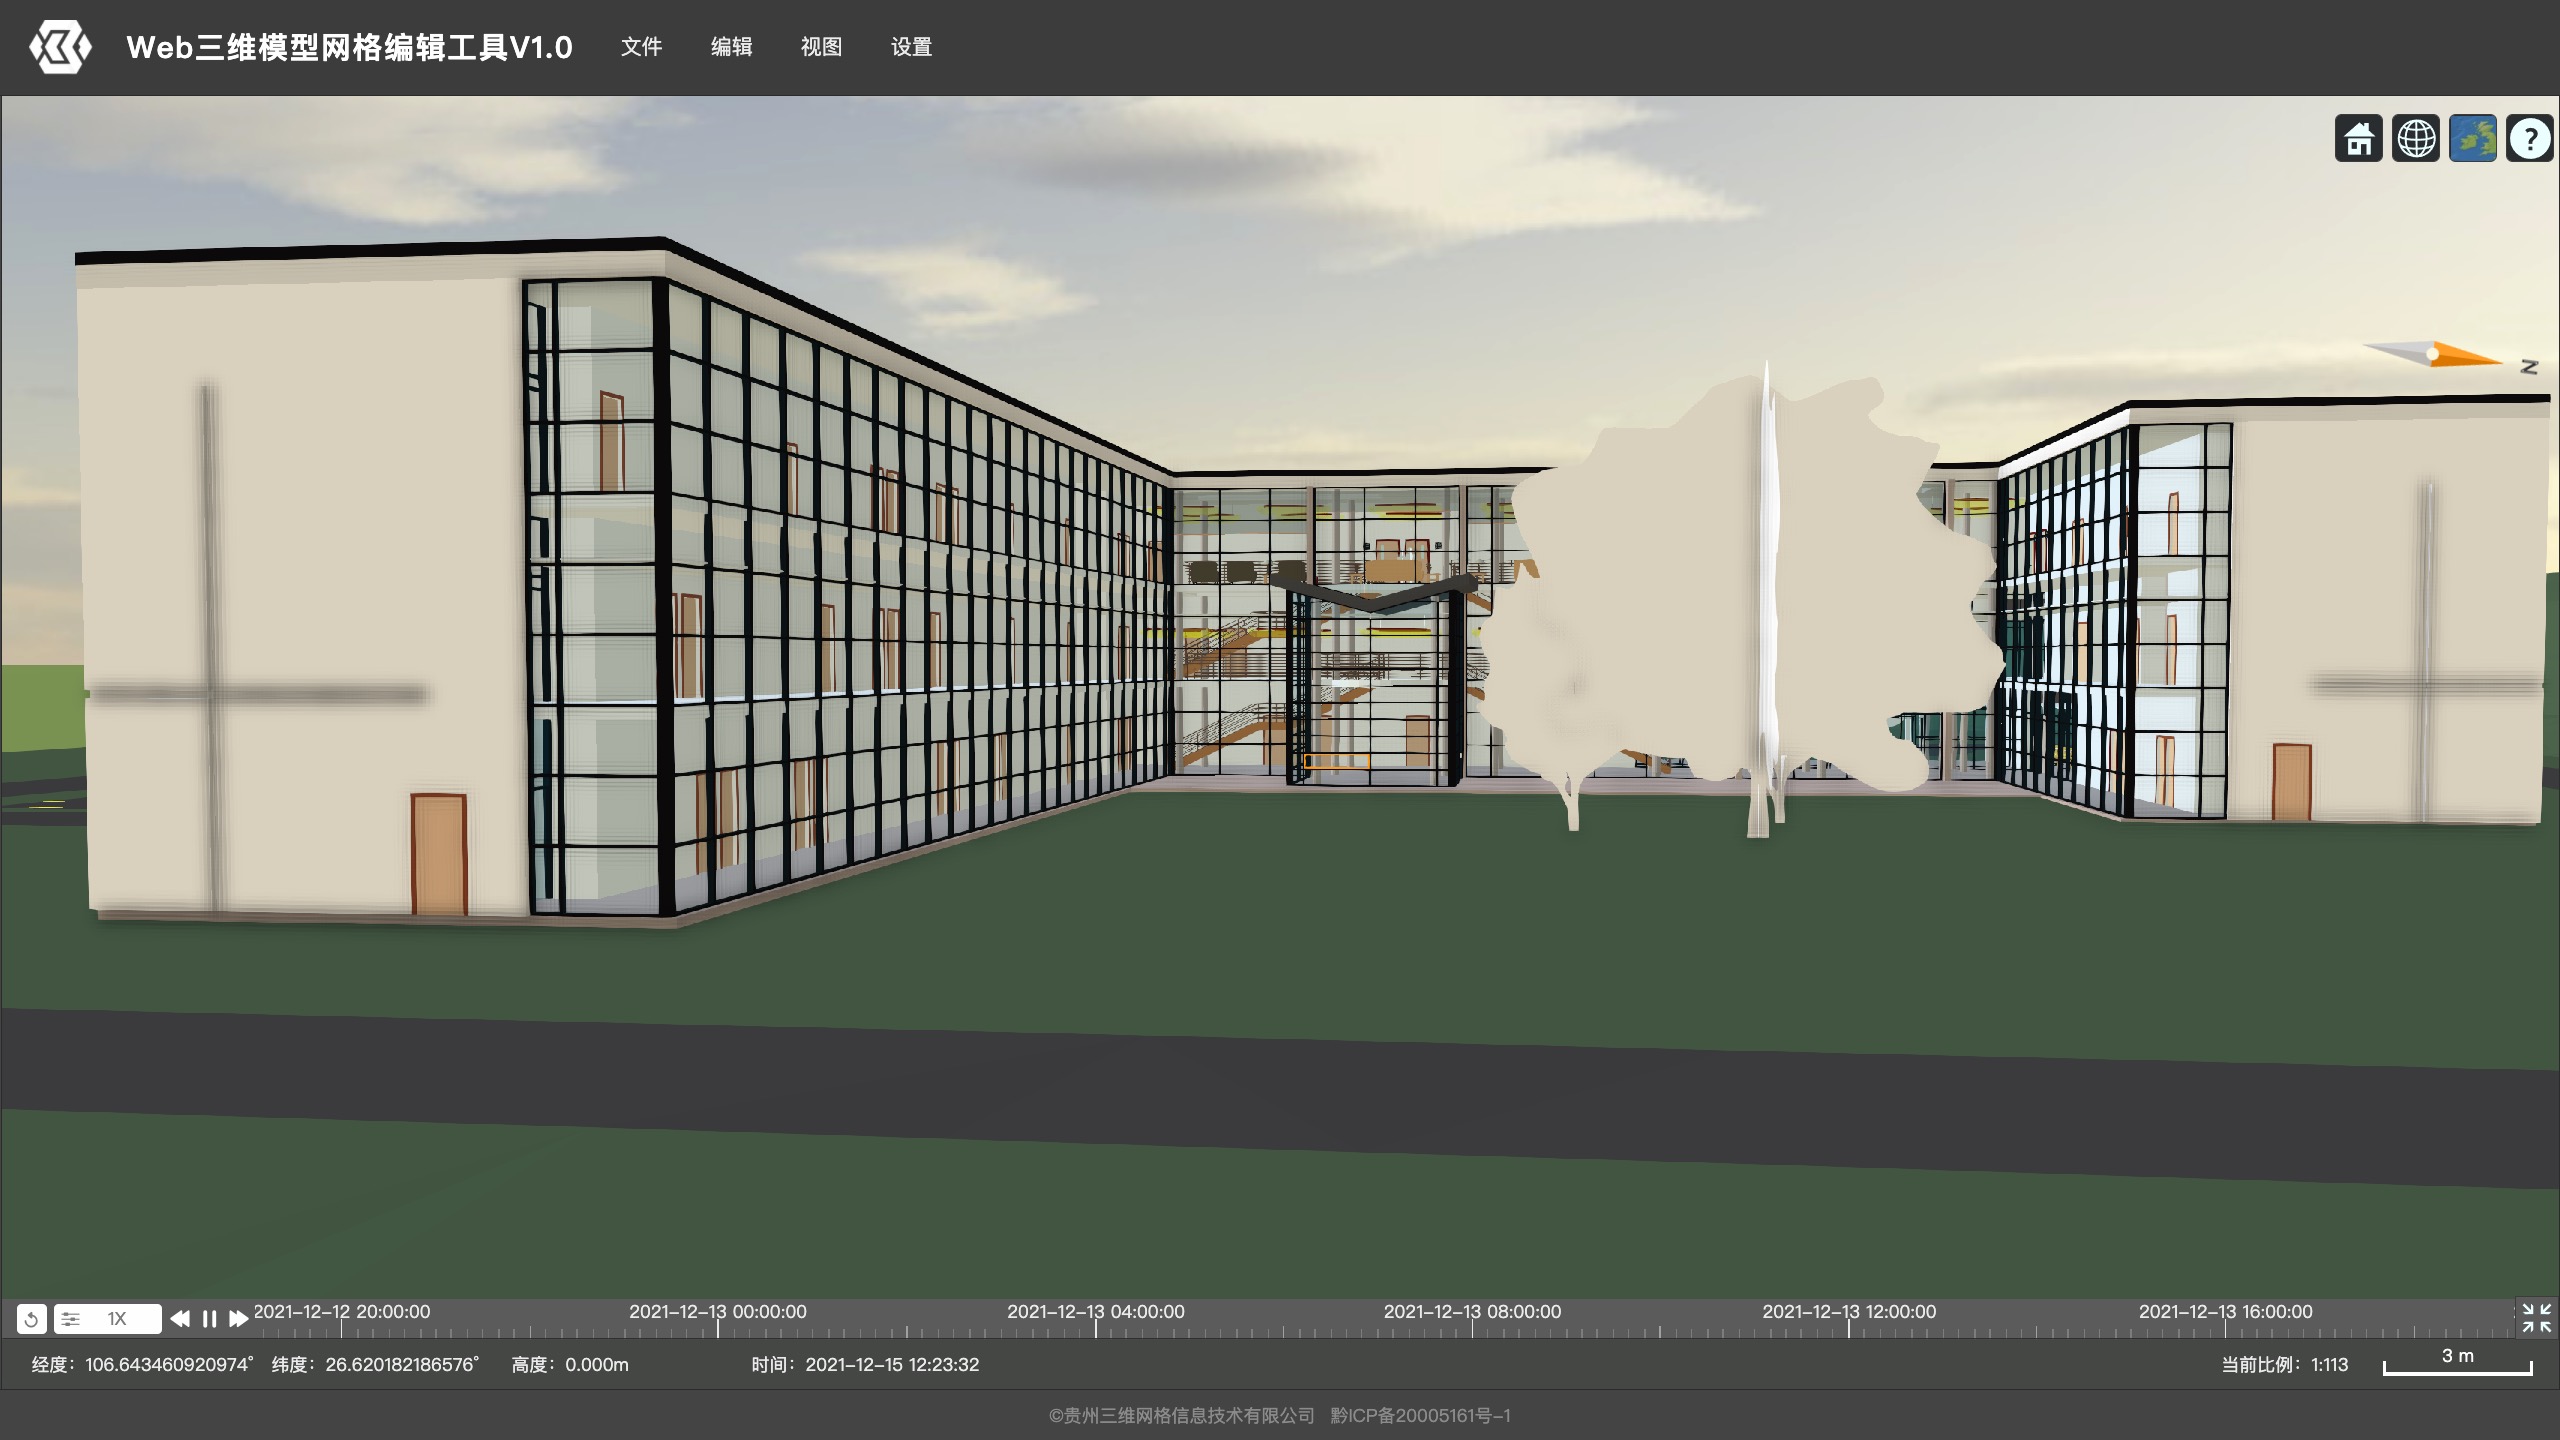 Web三维模型网格编辑工具V1.0 文件 编辑 视图 设置
?
N
1X 2021-12-12 20:00:00 2021-12-13 00:00:00 2021-12-13 04:00:00 2021-12-13 08:00:00 2021-12-13 12:00:00 2021-12-13 16:00:00
经度：106.643460920974° 纬度：26.620182186576° 高度：0.000m 时间：2021-12-15 12:23:32 当前比例：1:113 3 m
©贵州三维网格信息技术有限公司 黔ICP备20005161号-1